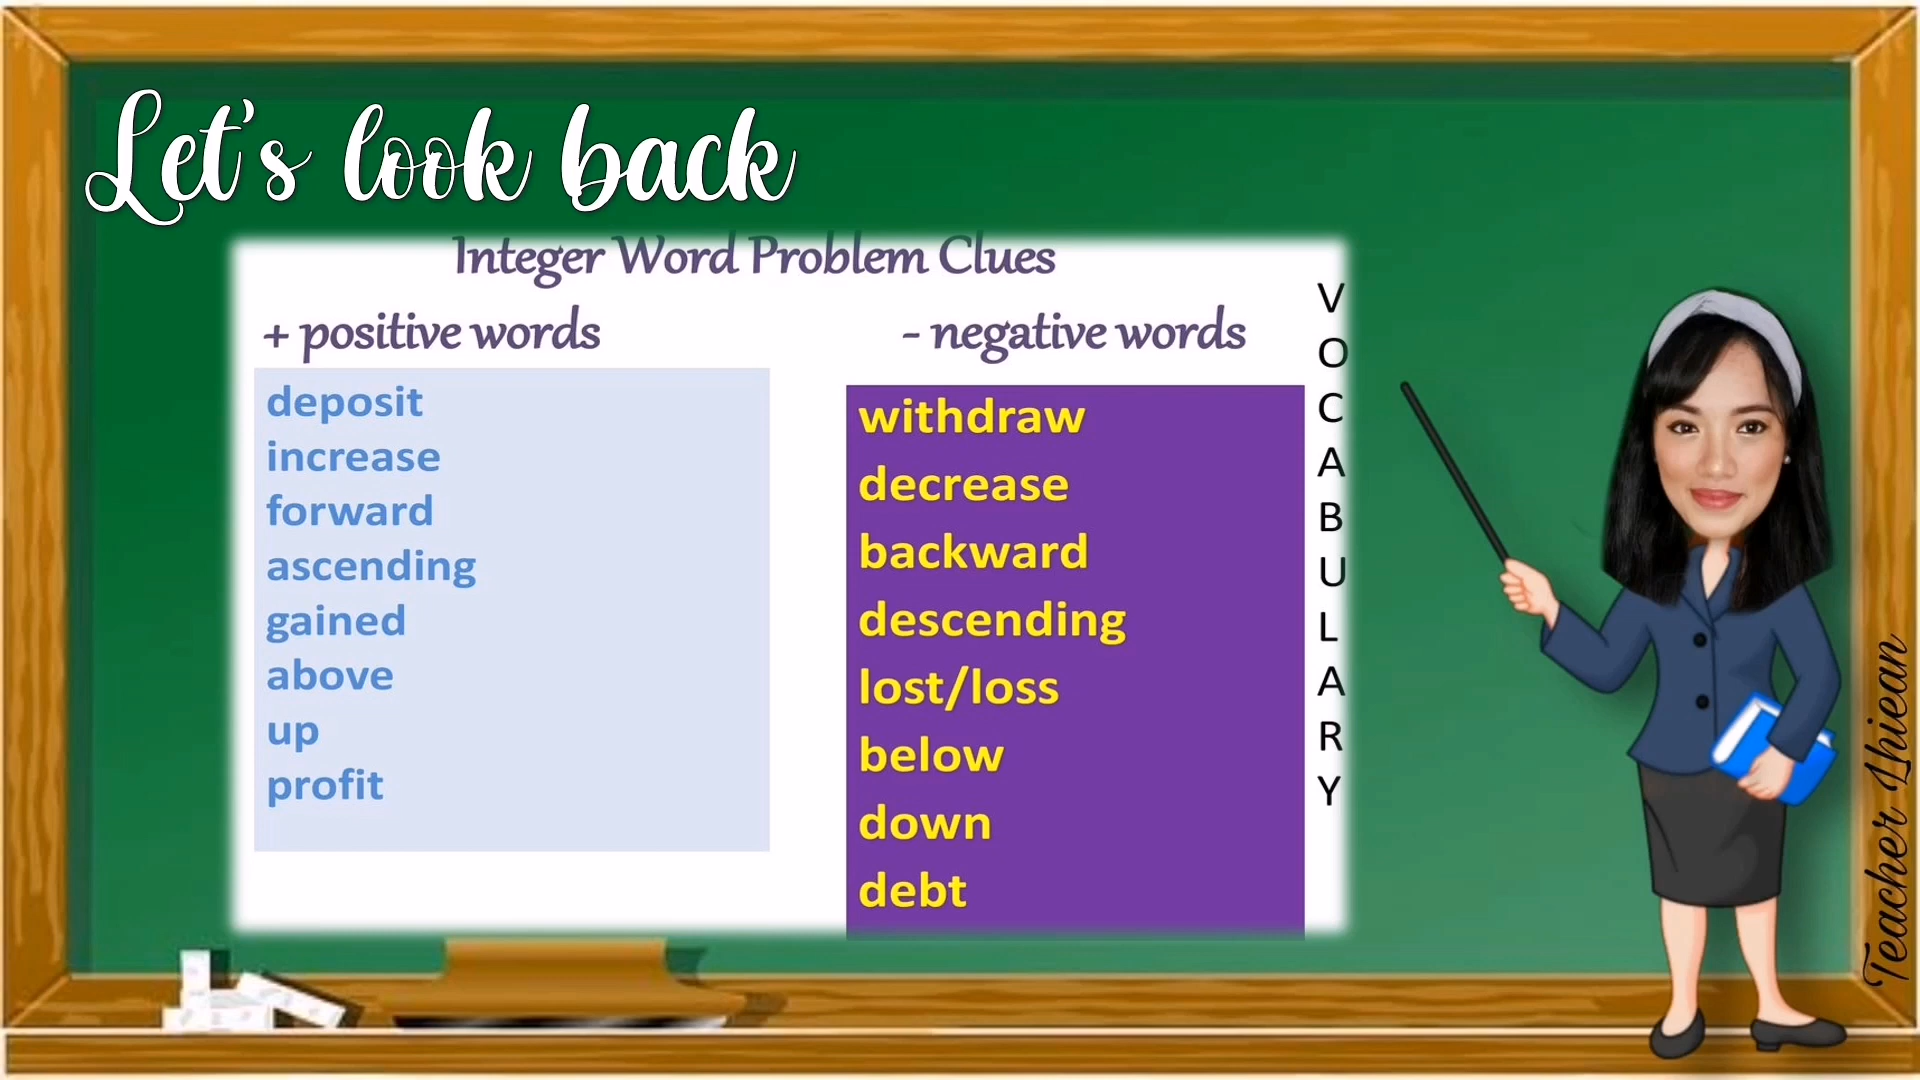 Let's look back
Integer Word Problem Clues
+ positive words
deposit
increase
forward
ascending
gained
above
up
profit
- negative words
withdraw
decrease
backward
descending
lost/loss
below
down
debt
V
O
C
A
B
U
L
A
R
Y
Teacher Lhiean